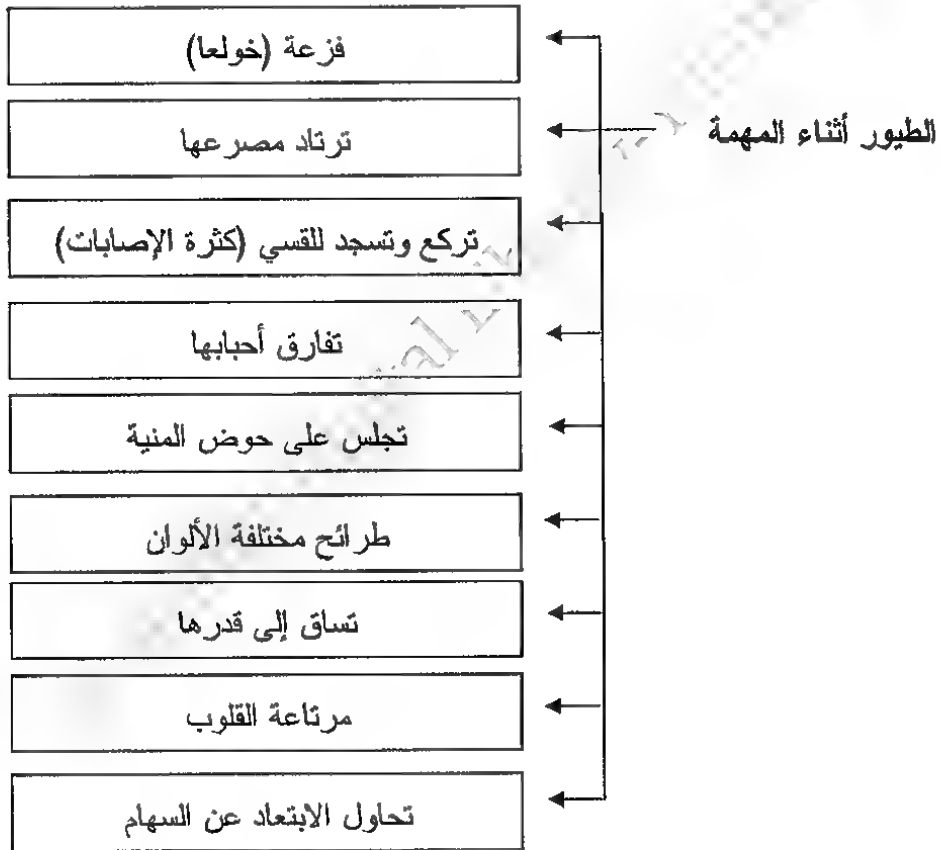 فزعة (خولعا)
الطيور أثناء المهمة
ترتاد مصرعها
تركع وتسجد للقسي (كثرة الإصابات)
تفارق أحبابها
تجلس على حوض المنية
طرائح مختلفة الألوان
تساق إلى قدرها
مرتاعة القلوب
تحاول الابتعاد عن السهام